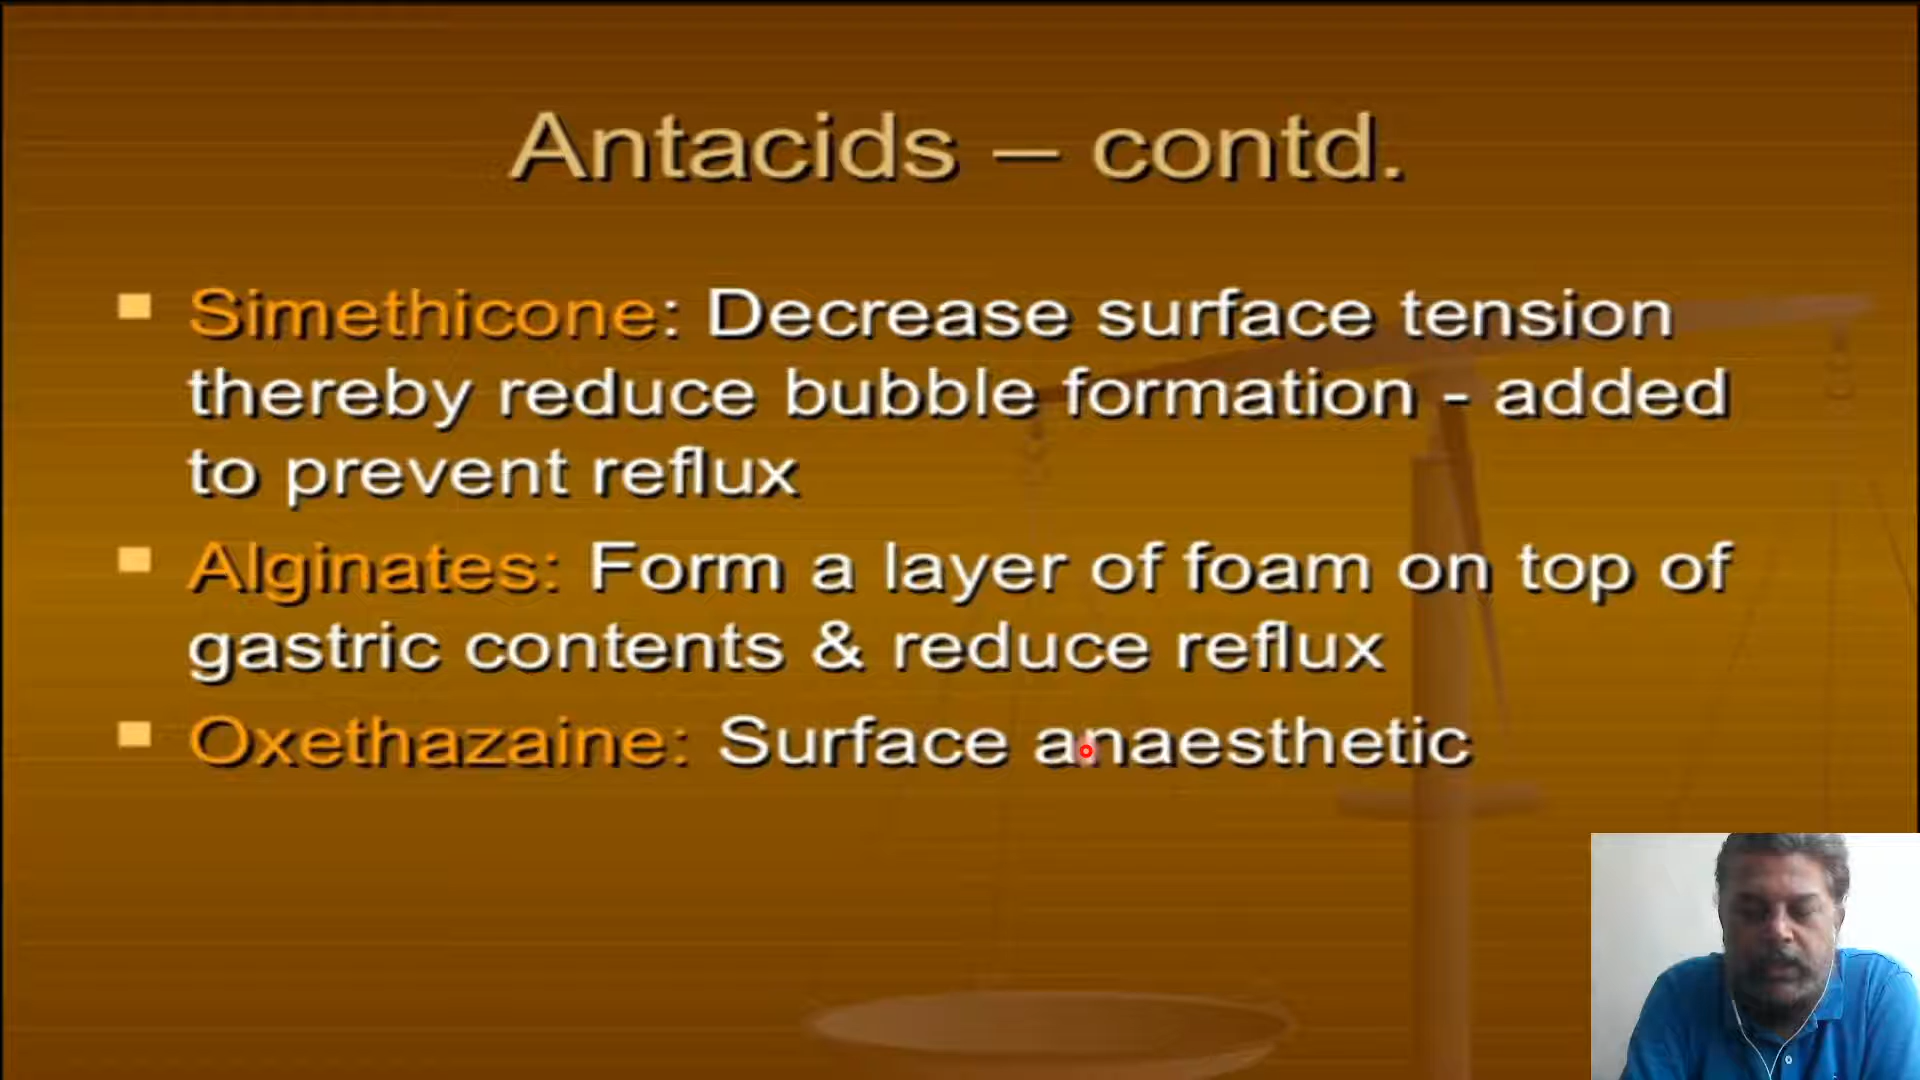 Antacids – contd.
Simethicone: Decrease surface tension
thereby reduce bubble formation - added
to prevent reflux
Alginates: Form a layer of foam on top of
gastric contents & reduce reflux
Oxethazaine: Surface anaesthetic